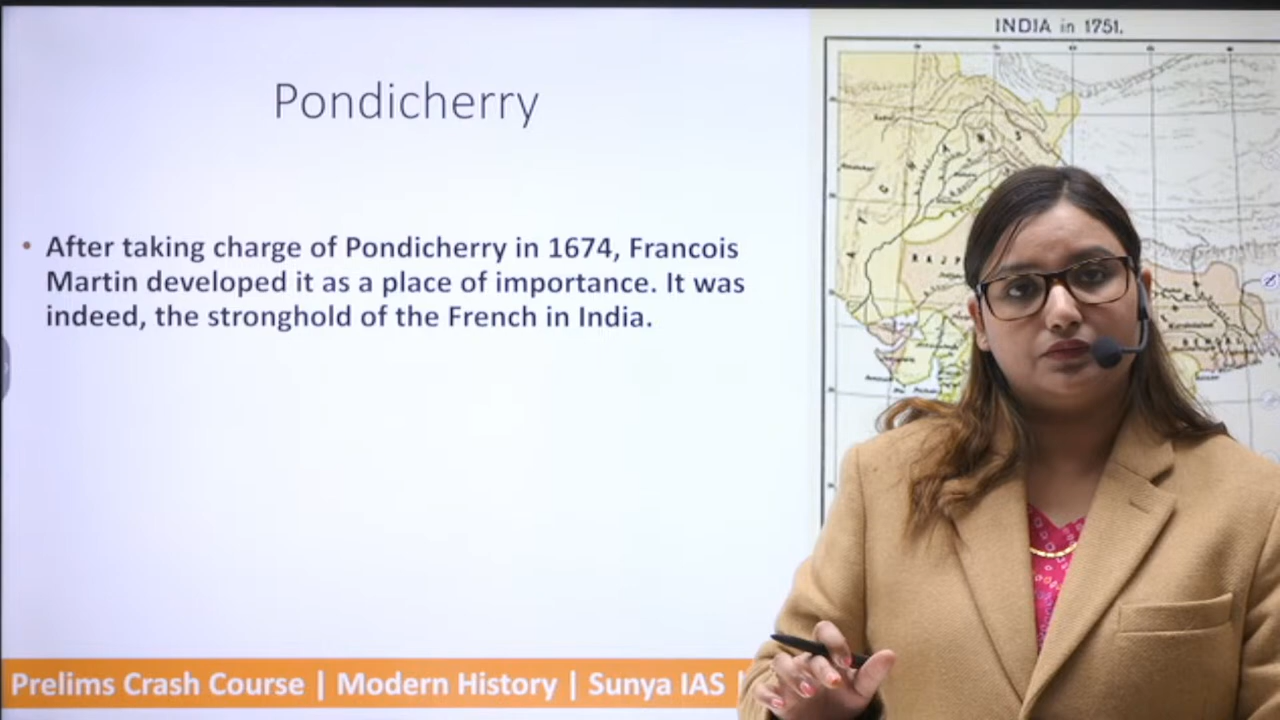 INDIA in 1751.
Pondicherry
• After taking charge of Pondicherry in 1674, Francois
Martin developed it as a place of importance. It was
indeed, the stronghold of the French in India.
Prelims Crash Course | Modern History | Sunya IAS |